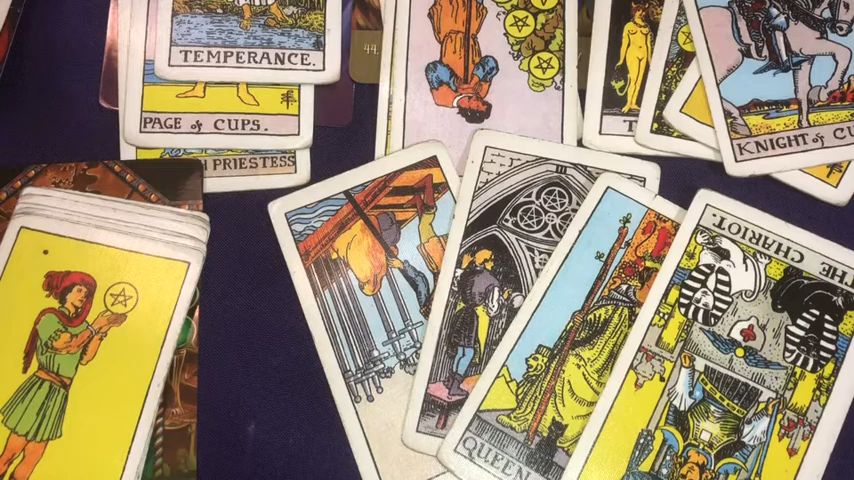 44.
TEMPERANCE.
PAGE of CUPS.
H PRIESTESS
T
KNIGHT of CU
THE CHARIOT.
QUEEN